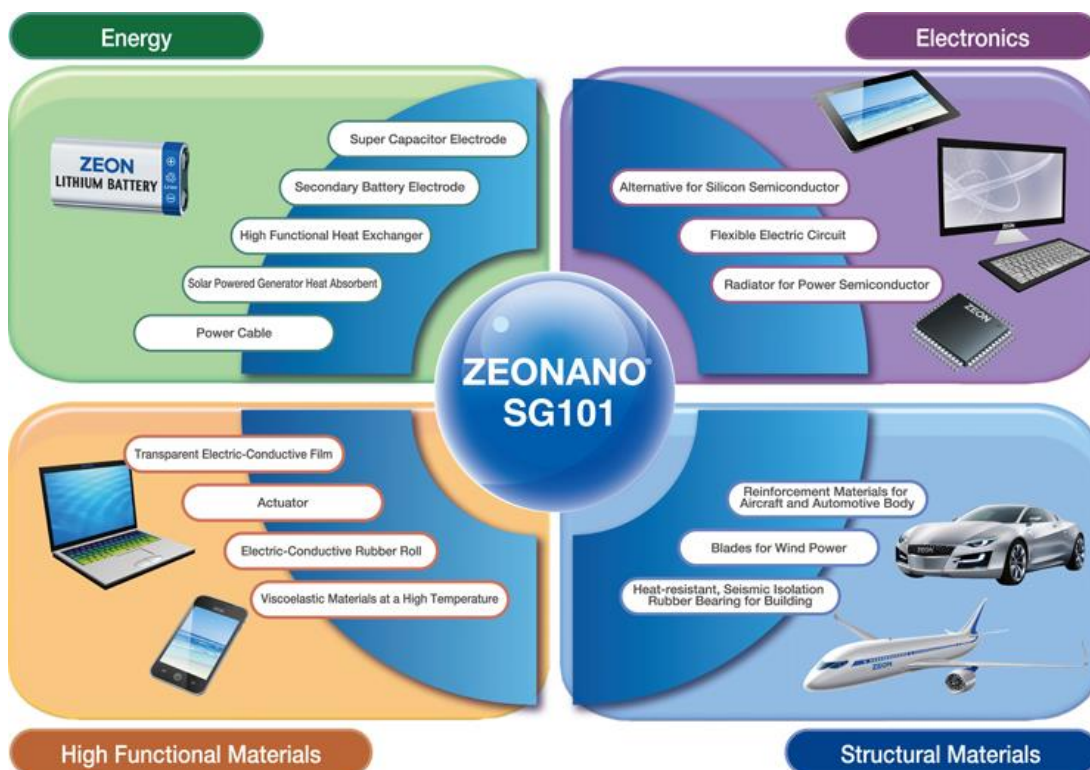 Energy
Electronics
ZEON
LITHIUM BATTERY
Super Capacitor Electrode
Secondary Battery Electrode
High Functional Heat Exchanger
Solar Powered Generator Heat Absorbent
Power Cable
Alternative for Silicon Semiconductor
Flexible Electric Circuit
Radiator for Power Semiconductor
ZEON
ZEON
ZEONANO®
SG101
Transparent Electric-Conductive Film
Actuator
Electric-Conductive Rubber Roll
Viscoelastic Materials at a High Temperature
Reinforcement Materials for
Aircraft and Automotive Body
Blades for Wind Power
Heat-resistant, Seismic Isolation
Rubber Bearing for Building
ZEON
ZEON
High Functional Materials
Structural Materials